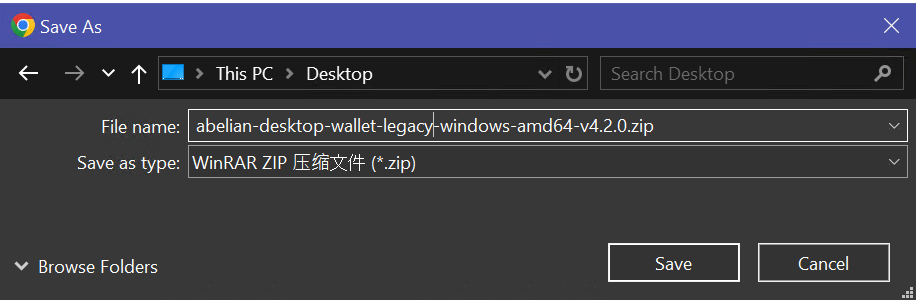 Save As
This PC > Desktop
Search Desktop
File name: abelian-desktop-wallet-legacy-windows-amd64-v4.2.0.zip
Save as type: WinRAR ZIP 压缩文件 (*.zip)
Browse Folders
Save
Cancel